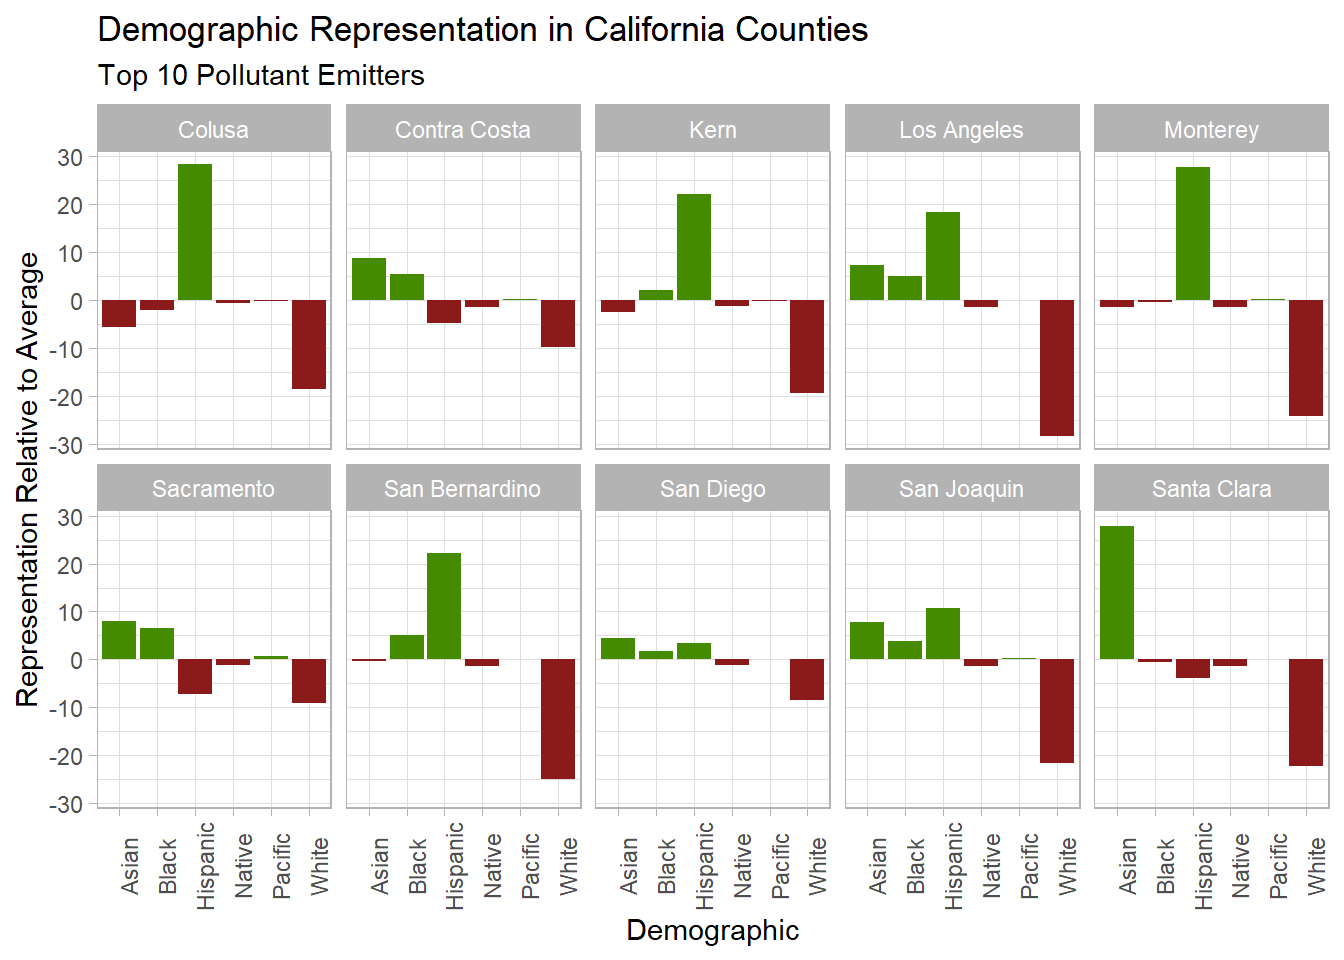 Demographic Representation in California Counties
Top 10 Pollutant Emitters
Colusa
Contra Costa
Kern
Los Angeles
Monterey
30
20
10
0
-10
-20
-30
Sacramento
San Bernardino
San Diego
San Joaquin
Santa Clara
30
20
10
0
-10
-20
-30
Representation Relative to Average
Asian
Black
Hispanic
Native
Pacific
White
Asian
Black
Hispanic
Native
Pacific
White
Asian
Black
Hispanic
Native
Pacific
White
Asian
Black
Hispanic
Native
Pacific
White
Asian
Black
Hispanic
Native
Pacific
White
Demographic